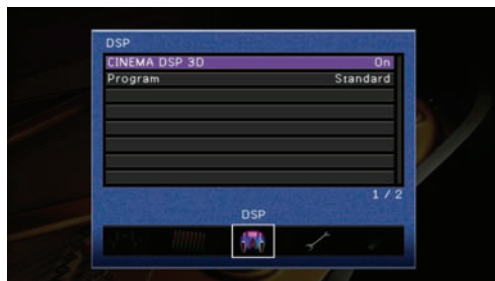 DSP
CINEMA DSP 3D On
Program Standard
1 / 2
DSP